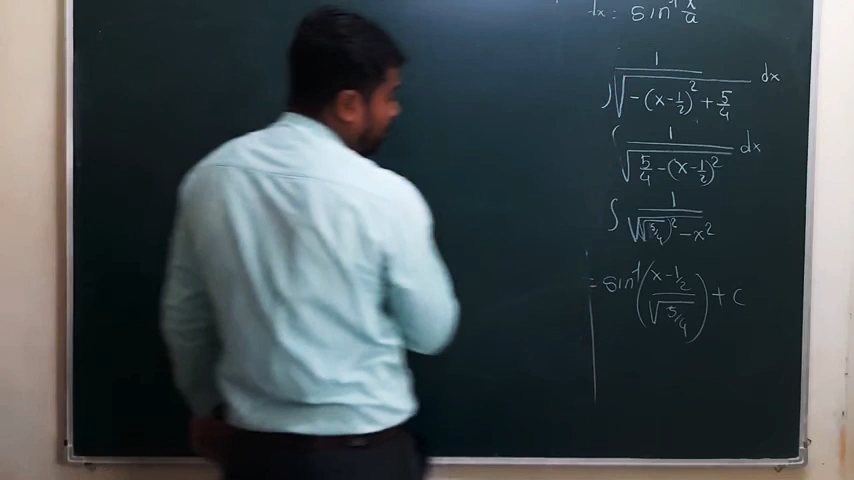 dx = sin⁻¹ x/a
∫ 1/√(-(x-1/2)² + 5/4) dx
∫ 1/√(5/4 - (x-1/2)²) dx
∫ 1/√((√5/4)² - x²)
= sin⁻¹((x-1/2)/√(5/4)) + c